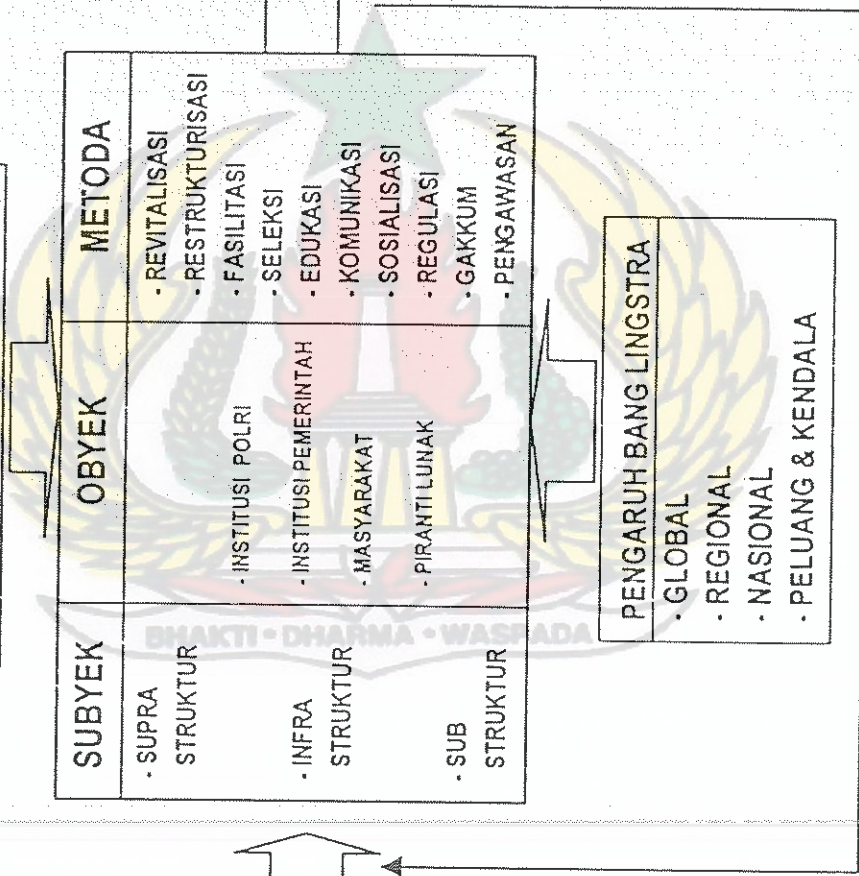 SUBYEK
- SUPRA
STRUKTUR
- INFRA
STRUKTUR
- SUB
STRUKTUR
OBYEK
- INSTITUSI POLRI
- INSTITUSI PEMERINTAH
- MASYARAKAT
- PIRANTI LUNAK
METODA
- REVITALISASI
- RESTRUKTURISASI
- FASILITASI
- SELEKSI
- EDUKASI
- KOMUNIKASI
- SOSIALISASI
- REGULASI
- GAKKUM
- PENGAWASAN
PENGARUH BANG LINGSTRA
- GLOBAL
- REGIONAL
- NASIONAL
- PELUANG & KENDALA
BHAKTI • DHARMA • WASPADA